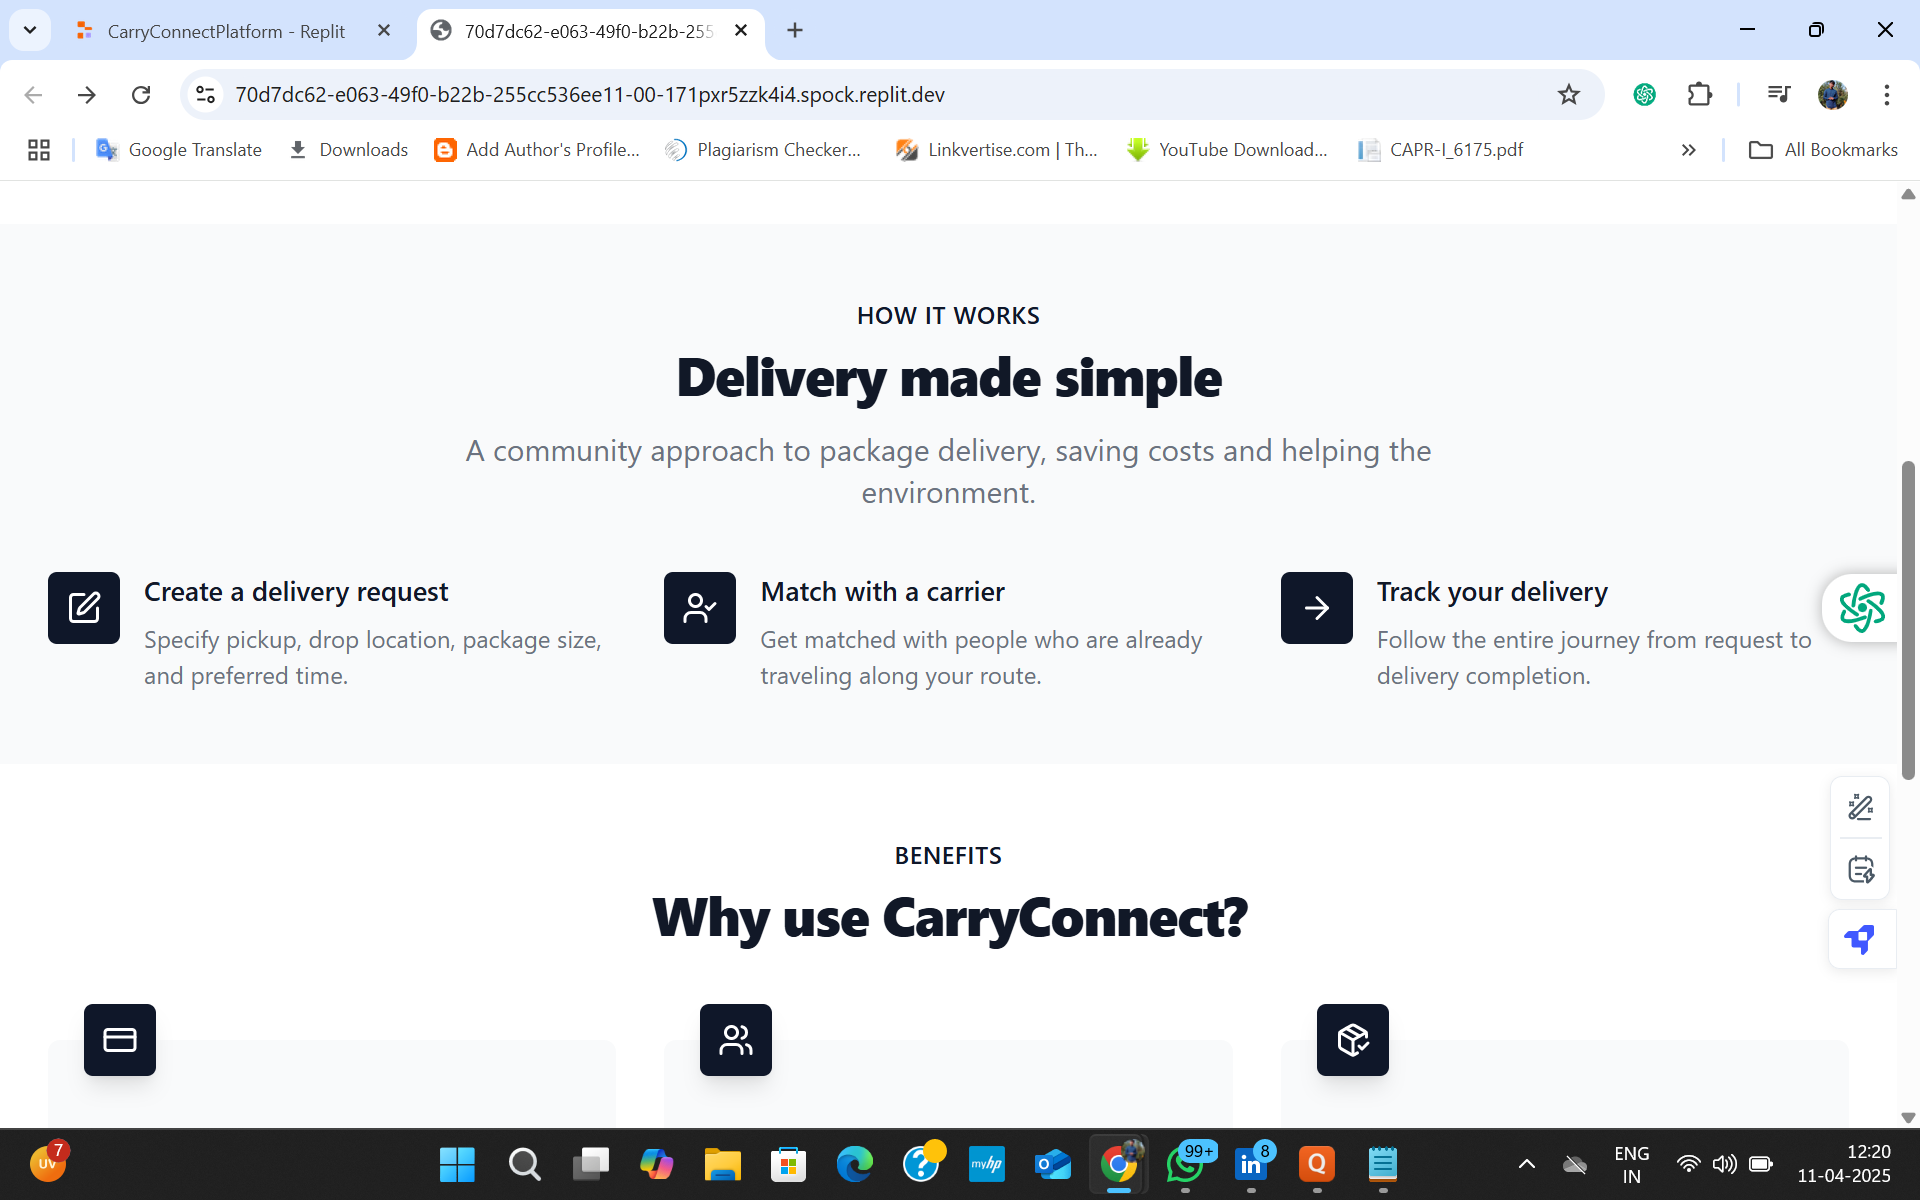 CarryConnectPlatform - Replit
70d7dc62-e063-49f0-b22b-255
70d7dc62-e063-49f0-b22b-255cc536ee11-00-171pxr5zzk4i4.spock.replit.dev
Google Translate
Downloads
Add Author's Profile...
Plagiarism Checker...
Linkvertise.com | Th...
YouTube Download...
CAPR-I_6175.pdf
All Bookmarks
HOW IT WORKS
Delivery made simple
A community approach to package delivery, saving costs and helping the
environment.
Create a delivery request
Specify pickup, drop location, package size,
and preferred time.
Match with a carrier
Get matched with people who are already
traveling along your route.
Track your delivery
Follow the entire journey from request to
delivery completion.
BENEFITS
Why use CarryConnect?
UV
7
myhp
99+
8
ENG
IN
12:20
11-04-2025